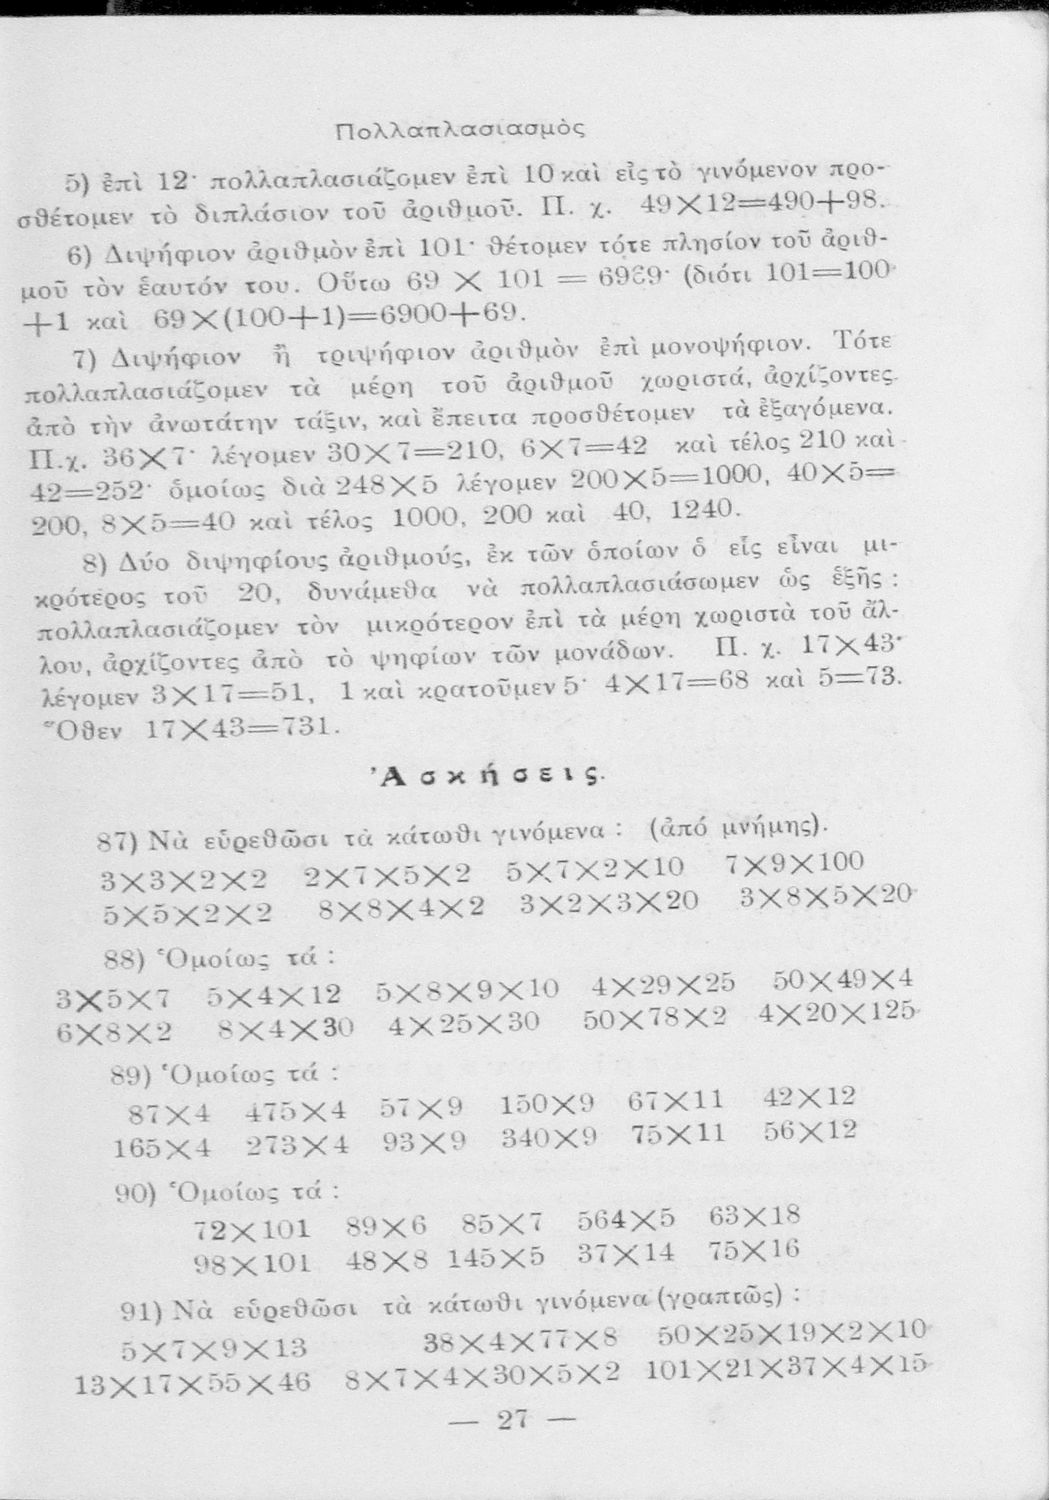 Πολλαπλασιασμὸς
5) ἐπὶ 12· πολλαπλασιάζομεν ἐπὶ 10 καὶ εἰς τὸ γινόμενον προ-
σθέτομεν τὸ διπλάσιον τοῦ ἀριθμοῦ. Π. χ. 49×12=490+98.
6) Διψήφιον ἀριθμὸν ἐπὶ 101· θέτομεν τότε πλησίον τοῦ ἀριθ-
μοῦ τὸν ἑαυτόν του. Οὕτω 69 × 101 = 6969· (διότι 101=100
+1 καὶ 69×(100+1)=6900+69.
7) Διψήφιον ἢ τριψήφιον ἀριθμὸν ἐπὶ μονοψήφιον. Τότε
πολλαπλασιάζομεν τὰ μέρη τοῦ ἀριθμοῦ χωριστά, ἀρχίζοντες
ἀπὸ τὴν ἀνωτάτην τάξιν, καὶ ἔπειτα προσθέτομεν τὰ ἐξαγόμενα.
Π.χ. 36×7· λέγομεν 30×7=210, 6×7=42 καὶ τέλος 210 καὶ
42=252· ὁμοίως διὰ 248×5 λέγομεν 200×5=1000, 40×5=
200, 8×5=40 καὶ τέλος 1000, 200 καὶ 40, 1240.
8) Δύο διψηφίους ἀριθμούς, ἐκ τῶν ὁποίων ὁ εἷς εἶναι μι-
κρότερος τοῦ 20, δυνάμεθα νὰ πολλαπλασιάσωμεν ὡς ἑξῆς :
πολλαπλασιάζομεν τὸν μικρότερον ἐπὶ τὰ μέρη χωριστὰ τοῦ ἄλ-
λου, ἀρχίζοντες ἀπὸ τὸ ψηφίων τῶν μονάδων. Π. χ. 17×43·
λέγομεν 3×17=51, 1 καὶ κρατοῦμεν 5· 4×17=68 καὶ 5=73.
Ὅθεν 17×43=731.
Ἀσκήσεις.
87) Νὰ εὑρεθῶσι τὰ κάτωθι γινόμενα : (ἀπό μνήμης).
3×3×2×2 2×7×5×2 5×7×2×10 7×9×100
5×5×2×2 8×8×4×2 3×2×3×20 3×8×5×20
88) Ὁμοίως τά :
3×5×7 5×4×12 5×8×9×10 4×29×25 50×49×4
6×8×2 8×4×30 4×25×30 50×78×2 4×20×125
89) Ὁμοίως τά :
87×4 475×4 57×9 150×9 67×11 42×12
165×4 273×4 93×9 340×9 75×11 56×12
90) Ὁμοίως τά :
72×101 89×6 85×7 564×5 63×18
98×101 48×8 145×5 37×14 75×16
91) Νὰ εὑρεθῶσι τὰ κάτωθι γινόμενα (γραπτῶς) :
5×7×9×13 38×4×77×8 50×25×19×2×10
13×17×55×46 8×7×4×30×5×2 101×21×37×4×15
— 27 —